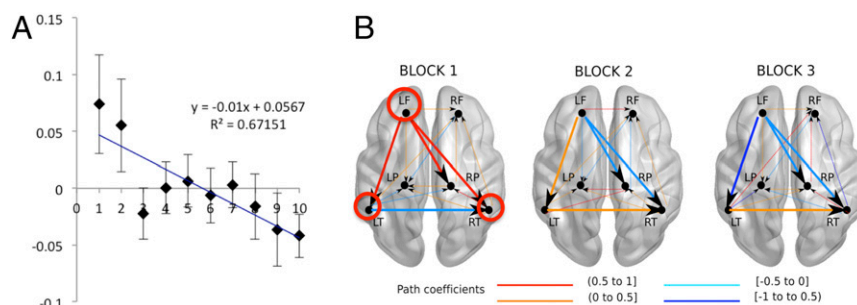 A
0.15
0.1
0.05
0
-0.05
-0.1
0 1 2 3 4 5 6 7 8 9 10
y = -0.01x + 0.0567
R² = 0.67151
B
BLOCK 1 BLOCK 2 BLOCK 3
LF RF LF RF LF RF
LP RP LP RP LP RP
LT RT LT RT LT RT
Path coefficients
(0.5 to 1] [-0.5 to 0]
(0 to 0.5] [-1 to to 0.5)